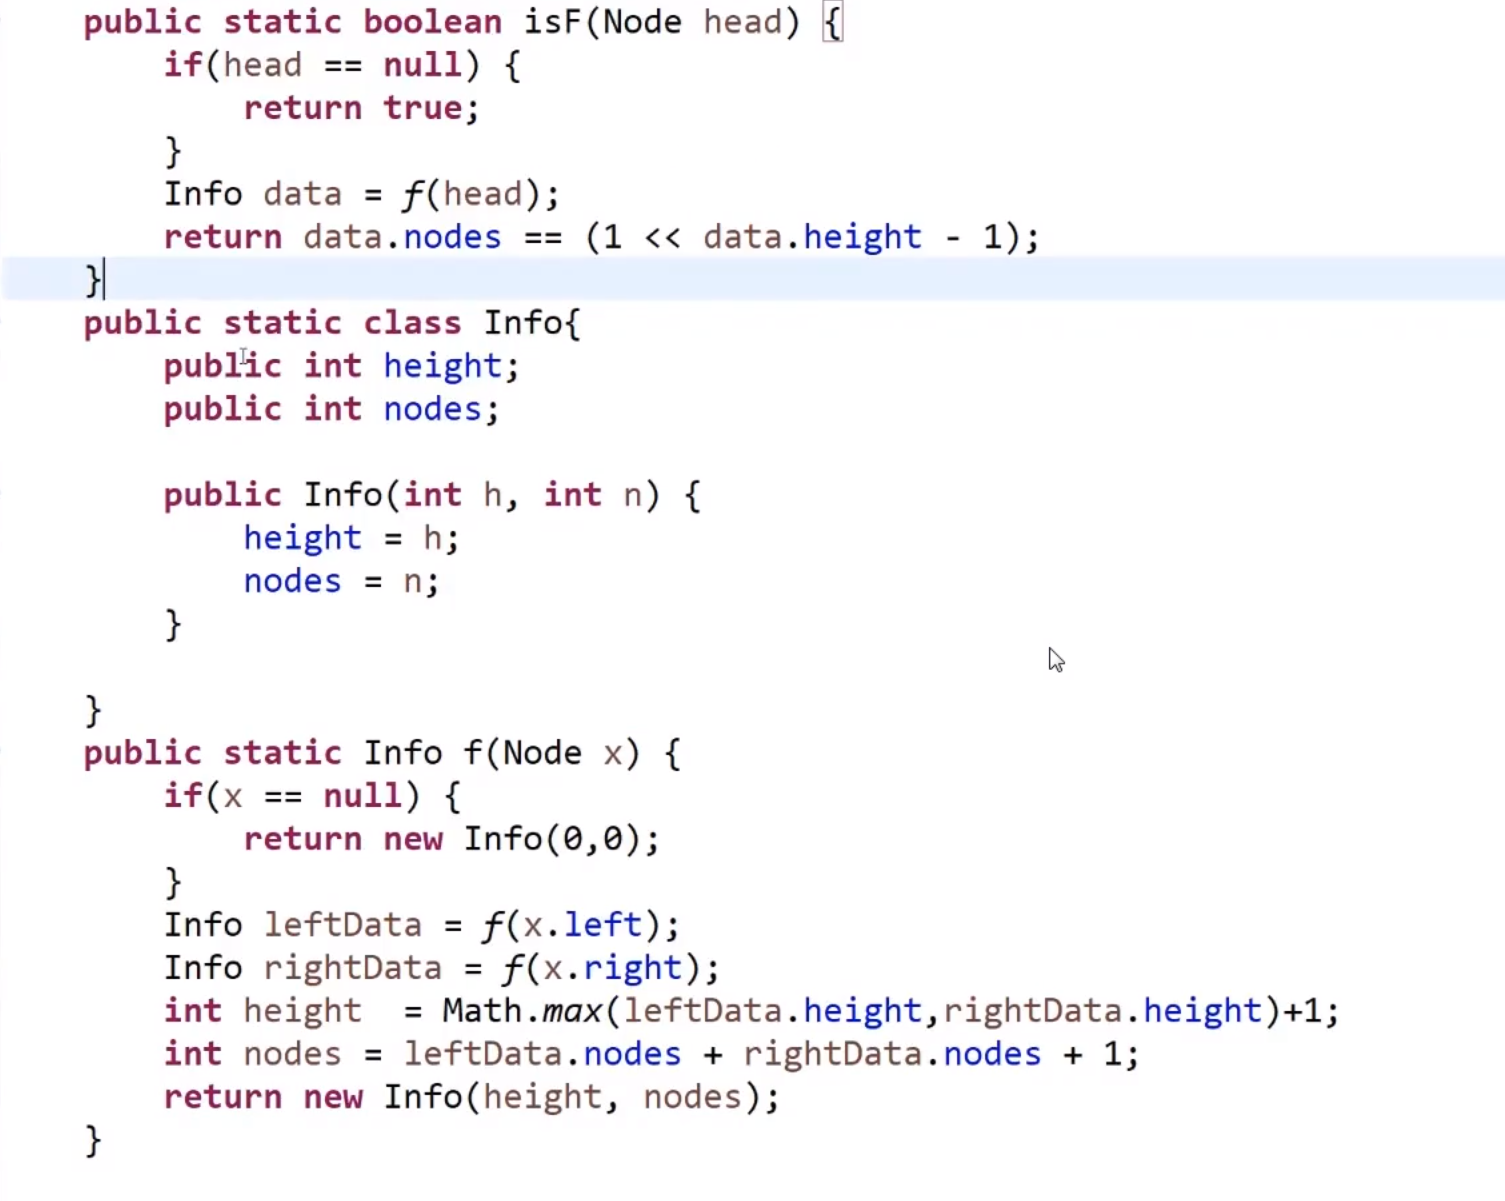 public static boolean isF(Node head) {
if(head == null) {
return true;
}
Info data = f(head);
return data.nodes == (1 << data.height - 1);
}
public static class Info{
public int height;
public int nodes;
public Info(int h, int n) {
height = h;
nodes = n;
}
}
public static Info f(Node x) {
if(x == null) {
return new Info(0,0);
}
Info leftData = f(x.left);
Info rightData = f(x.right);
int height  = Math.max(leftData.height,rightData.height)+1;
int nodes = leftData.nodes + rightData.nodes + 1;
return new Info(height, nodes);
}